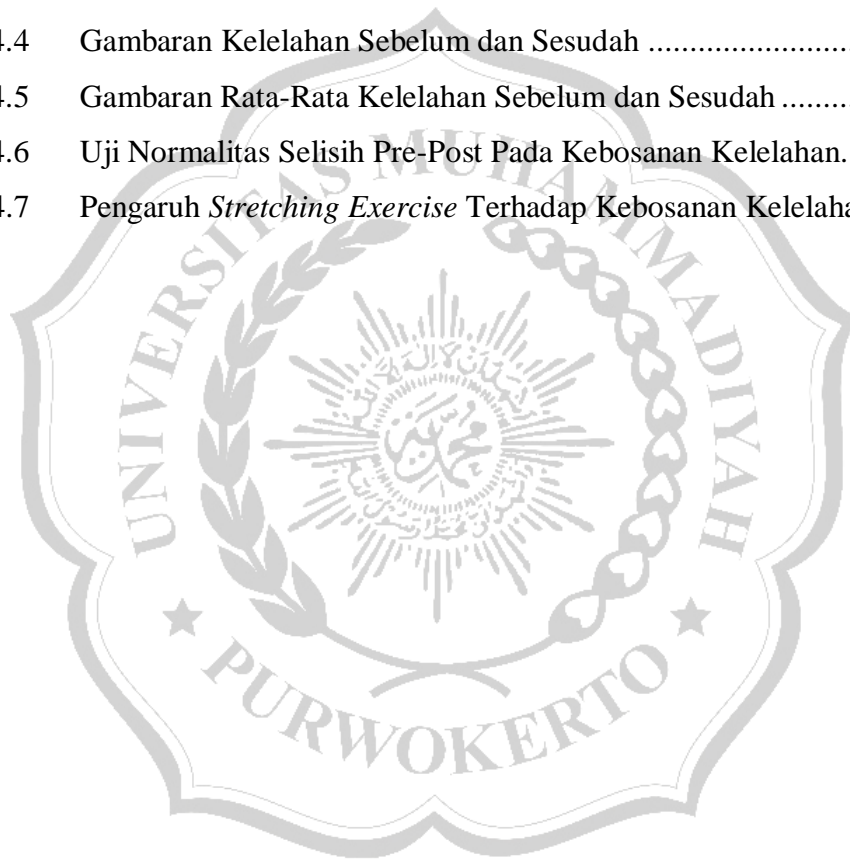 4.4 Gambaran Kelelahan Sebelum dan Sesudah ........................
4.5 Gambaran Rata-Rata Kelelahan Sebelum dan Sesudah .........
4.6 Uji Normalitas Selisih Pre-Post Pada Kebosanan Kelelahan.
4.7 Pengaruh Stretching Exercise Terhadap Kebosanan Kelelaha
UNIVERSITAS MUHAMMADIYAH
PURWOKERTO